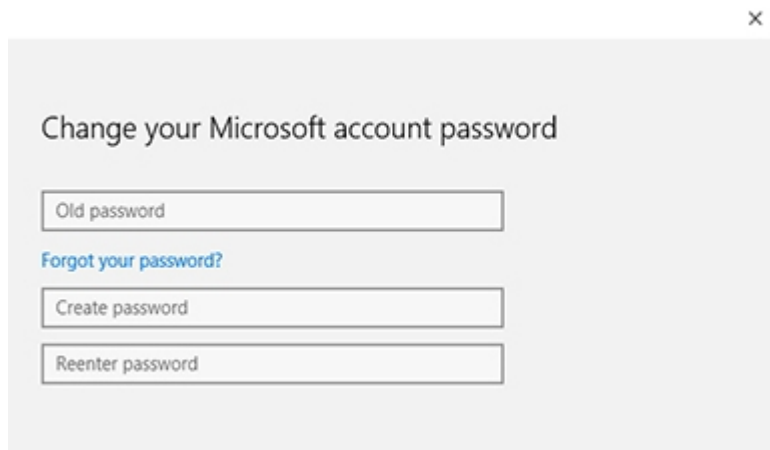 Change your Microsoft account password
Old password
Forgot your password?
Create password
Reenter password